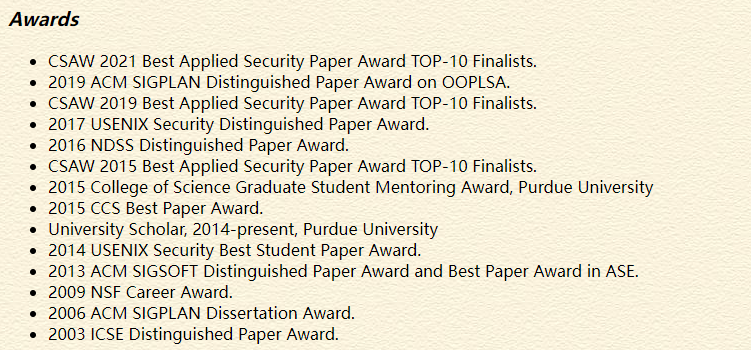 Awards
CSAW 2021 Best Applied Security Paper Award TOP-10 Finalists.
2019 ACM SIGPLAN Distinguished Paper Award on OOPLSA.
CSAW 2019 Best Applied Security Paper Award TOP-10 Finalists.
2017 USENIX Security Distinguished Paper Award.
2016 NDSS Distinguished Paper Award.
CSAW 2015 Best Applied Security Paper Award TOP-10 Finalists.
2015 College of Science Graduate Student Mentoring Award, Purdue University
2015 CCS Best Paper Award.
University Scholar, 2014-present, Purdue University
2014 USENIX Security Best Student Paper Award.
2013 ACM SIGSOFT Distinguished Paper Award and Best Paper Award in ASE.
2009 NSF Career Award.
2006 ACM SIGPLAN Dissertation Award.
2003 ICSE Distinguished Paper Award.